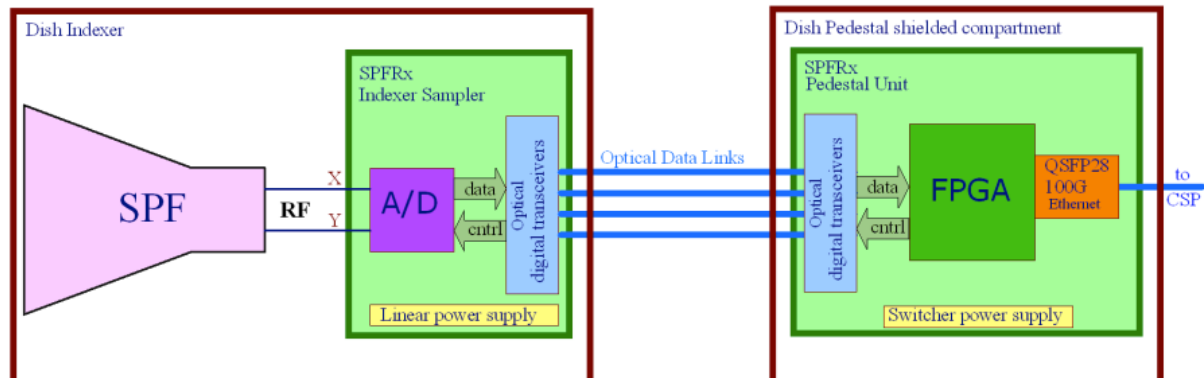 Dish Indexer
SPFRx
Indexer Sampler
SPF
X
RF
Y
A/D
data
cntrl
Optical
digital transceivers
Linear power supply
Optical Data Links
Dish Pedestal shielded compartment
SPFRx
Pedestal Unit
Optical
digital transceivers
data
cntrl
FPGA
QSFP28
100G
Ethernet
to
CSP
Switcher power supply